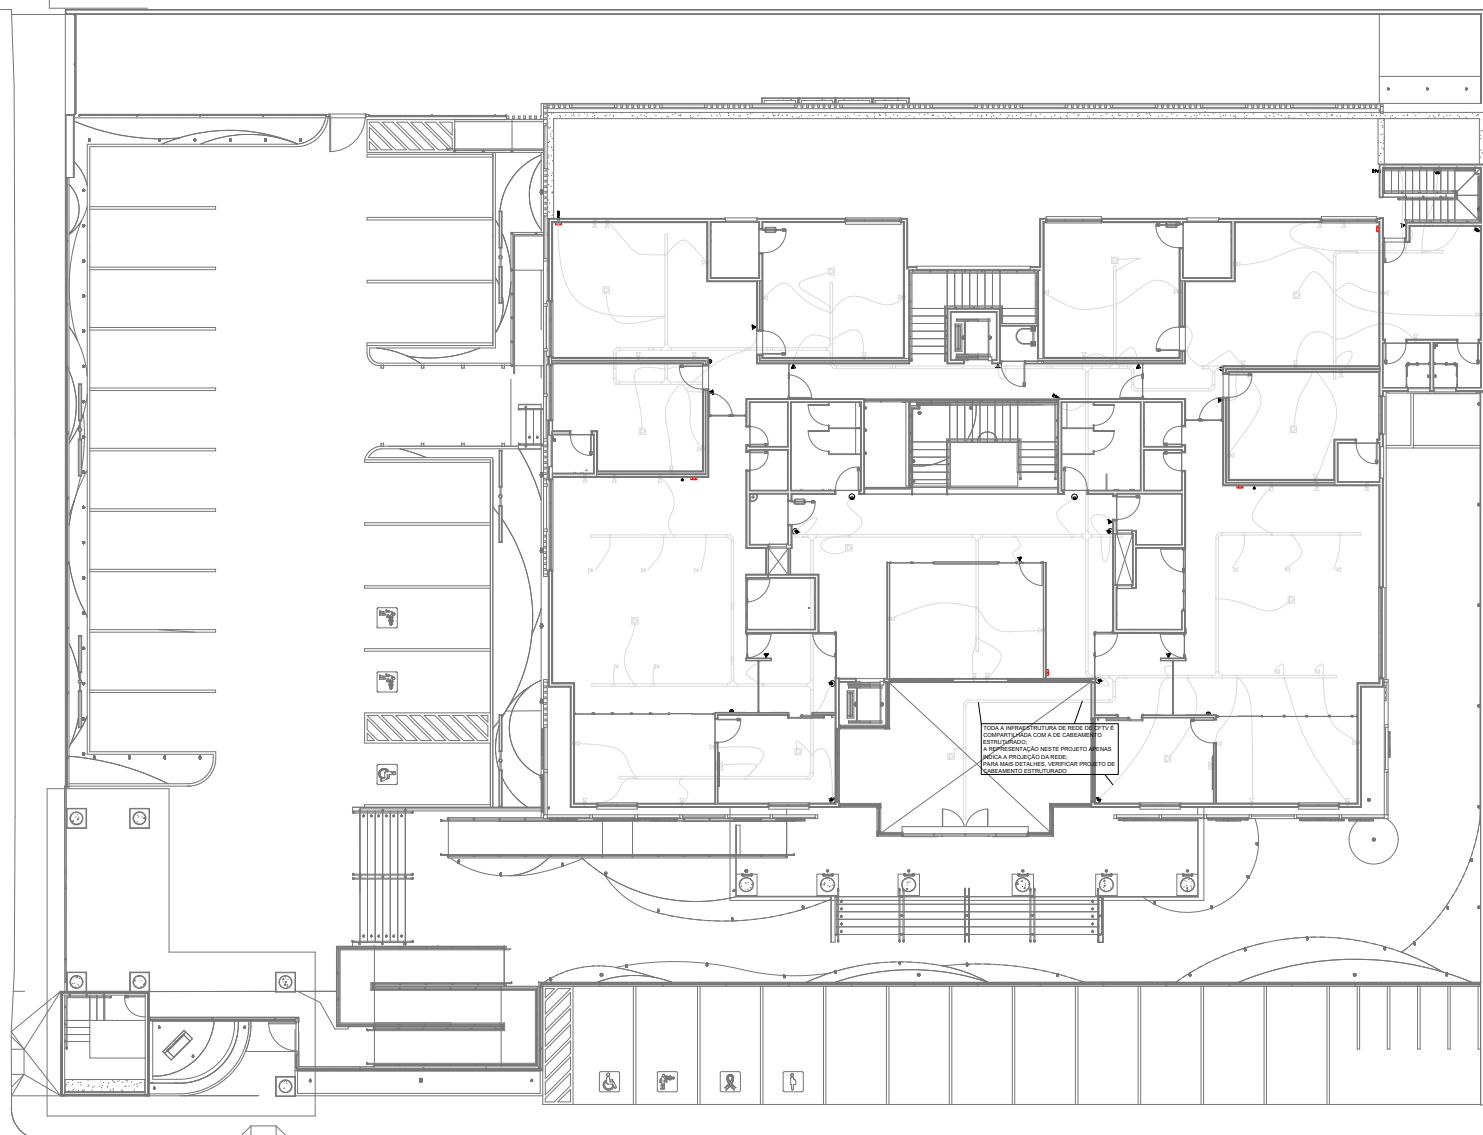 TODA A INFRAESTRUTURA DE REDE DE CFTV É
COMPARTILHADA COM A DE CABEAMENTO
ESTRUTURADO;
A REPRESENTAÇÃO NESTE PROJETO APENAS
INDICA A PROJEÇÃO DA REDE;
PARA MAIS DETALHES, VERIFICAR PROJETO DE
CABEAMENTO ESTRUTURADO